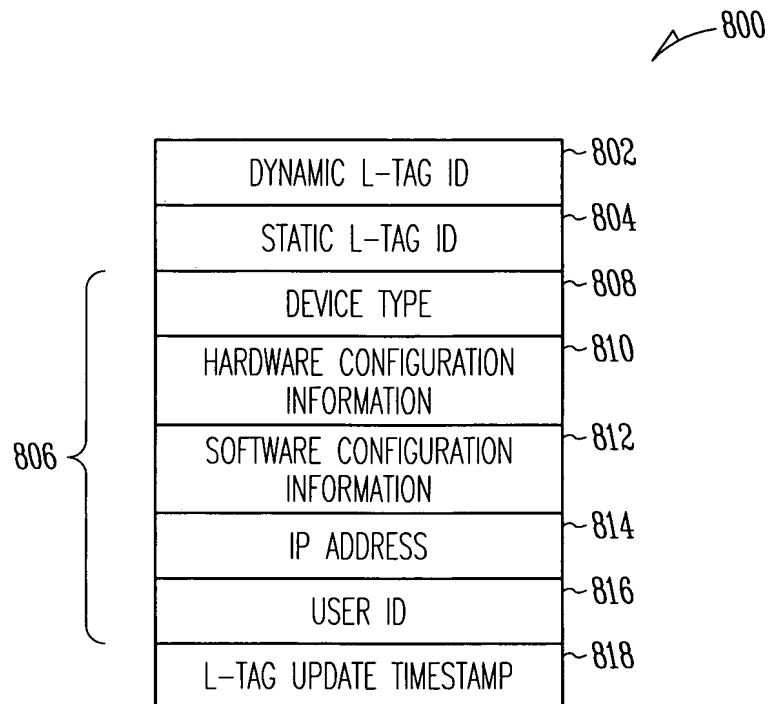 800
DYNAMIC L-TAG ID
802
STATIC L-TAG ID
804
DEVICE TYPE
808
HARDWARE CONFIGURATION
INFORMATION
810
806
SOFTWARE CONFIGURATION
INFORMATION
812
IP ADDRESS
814
USER ID
816
L-TAG UPDATE TIMESTAMP
818